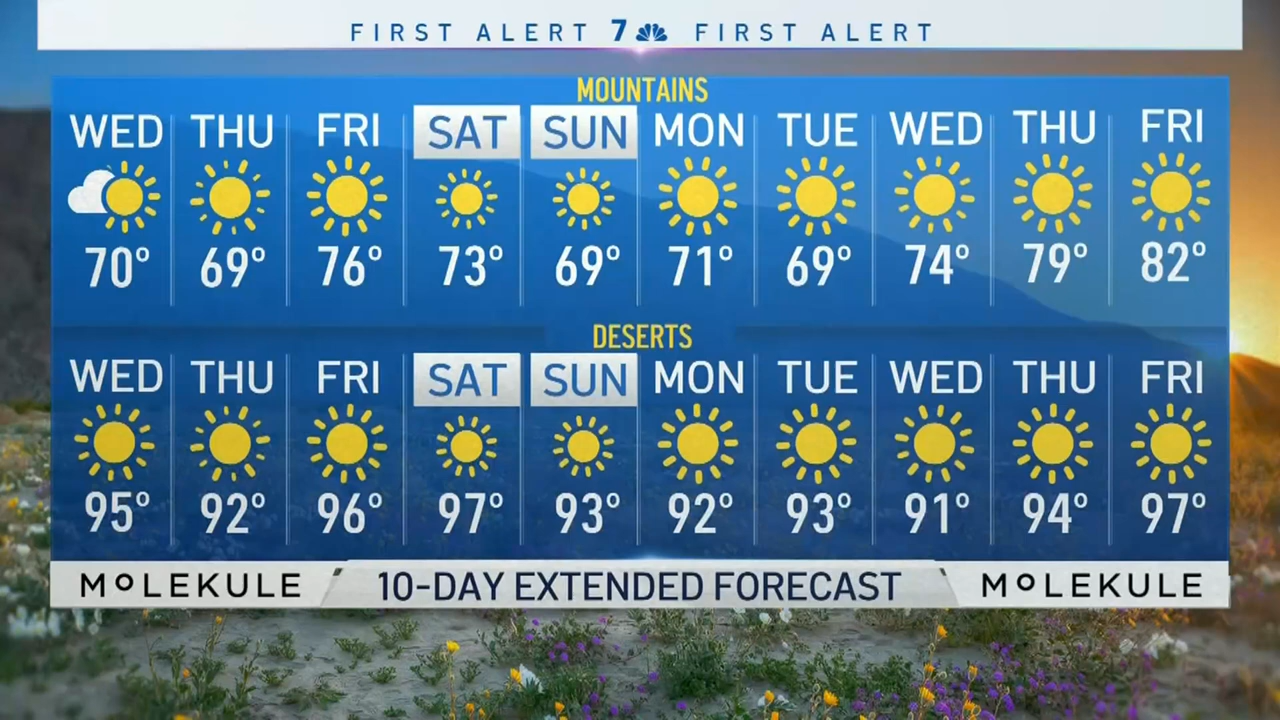 FIRST ALERT 7 FIRST ALERT
MOUNTAINS
WED THU FRI SAT SUN MON TUE WED THU FRI
70° 69° 76° 73° 69° 71° 69° 74° 79° 82°
DESERTS
WED THU FRI SAT SUN MON TUE WED THU FRI
95° 92° 96° 97° 93° 92° 93° 91° 94° 97°
MOLEKULE 10-DAY EXTENDED FORECAST MOLEKULE